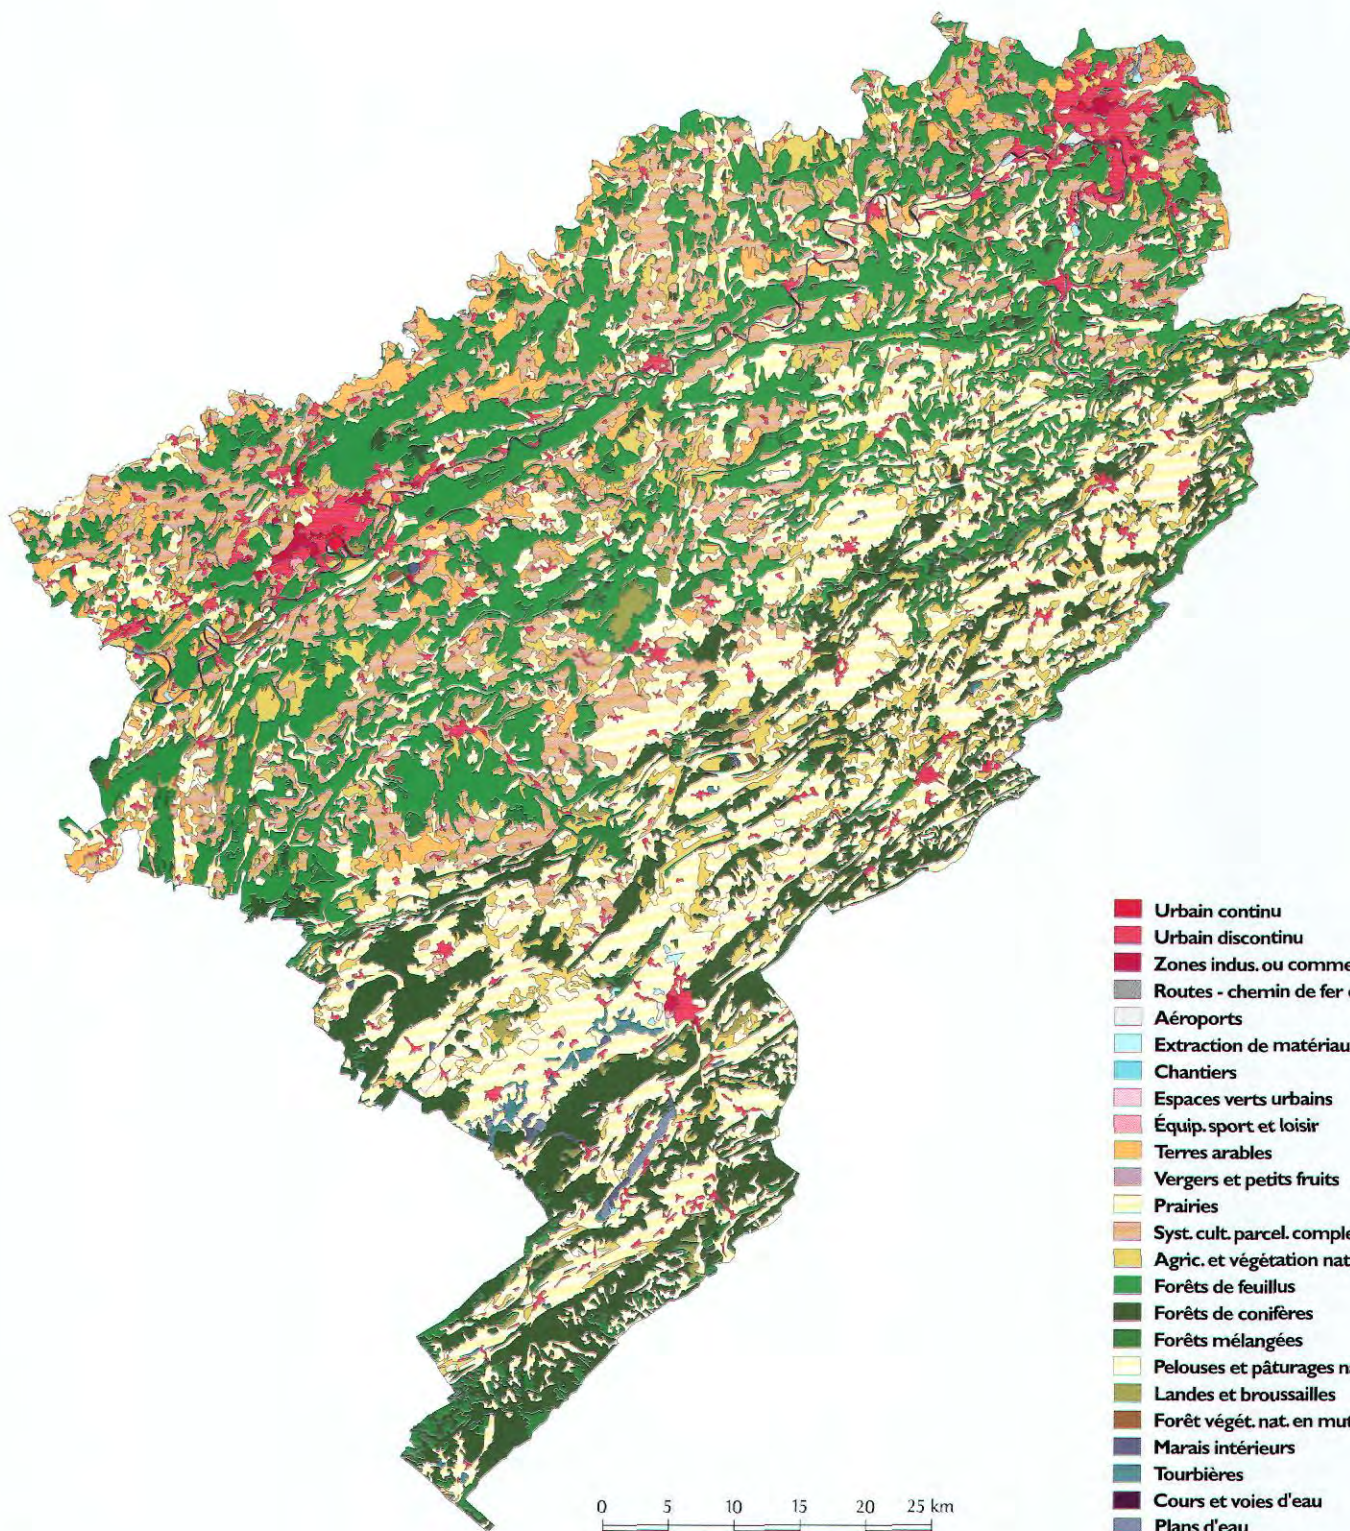 Urbain continu
Urbain discontinu
Zones indus. ou comme
Routes - chemin de fer
Aéroports
Extraction de matériau
Chantiers
Espaces verts urbains
Équip. sport et loisir
Terres arables
Vergers et petits fruits
Prairies
Syst. cult. parcel. comple
Agric. et végétation nat
Forêts de feuillus
Forêts de conifères
Forêts mélangées
Pelouses et pâturages na
Landes et broussailles
Forêt végét. nat. en mut
Marais intérieurs
Tourbières
Cours et voies d'eau
Plans d'eau
0 5 10 15 20 25 km